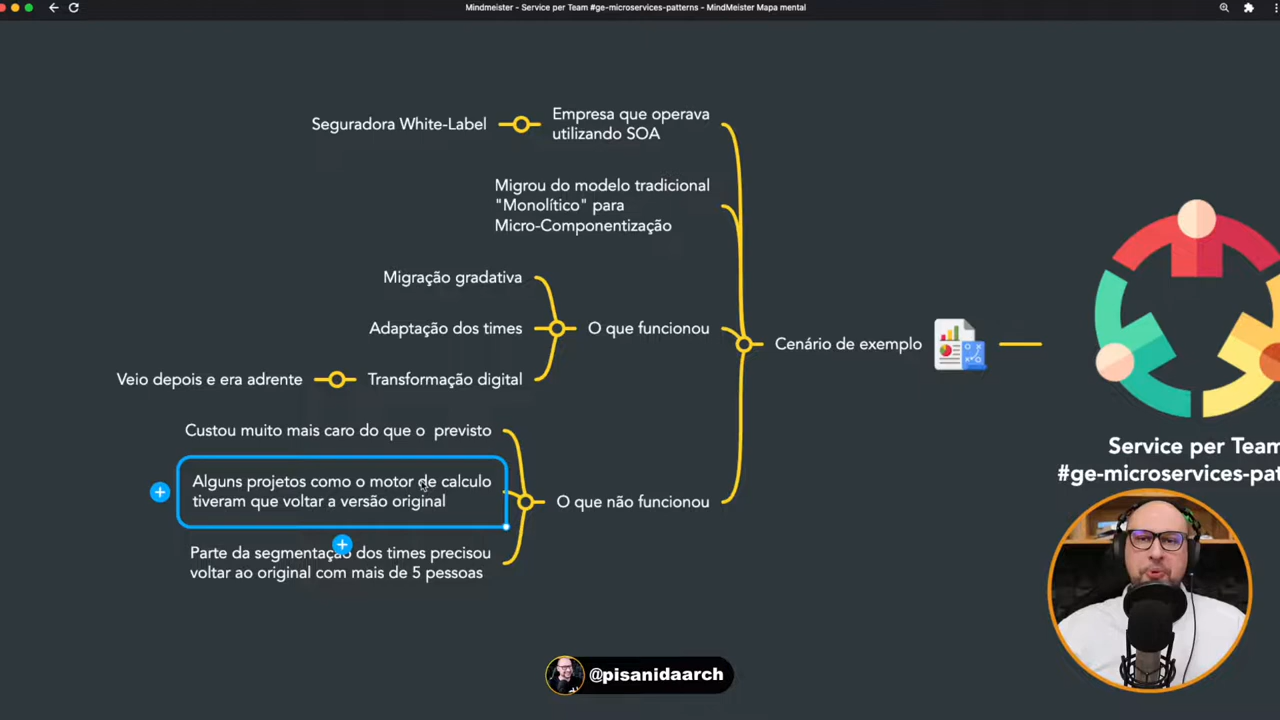 Mindmeister - Service per Team #ge-microservices-patterns - MindMeister Mapa mental
Seguradora White-Label
Empresa que operava
utilizando SOA
Migrou do modelo tradicional
"Monolítico" para
Micro-Componentização
Migração gradativa
Adaptação dos times
O que funcionou
Veio depois e era adrente
Transformação digital
Cenário de exemplo
Custou muito mais caro do que o previsto
Alguns projetos como o motor de calculo
tiveram que voltar a versão original
O que não funcionou
Parte da segmentação dos times precisou
voltar ao original com mais de 5 pessoas
Service per Team
#ge-microservices-pat
@pisanidaarch